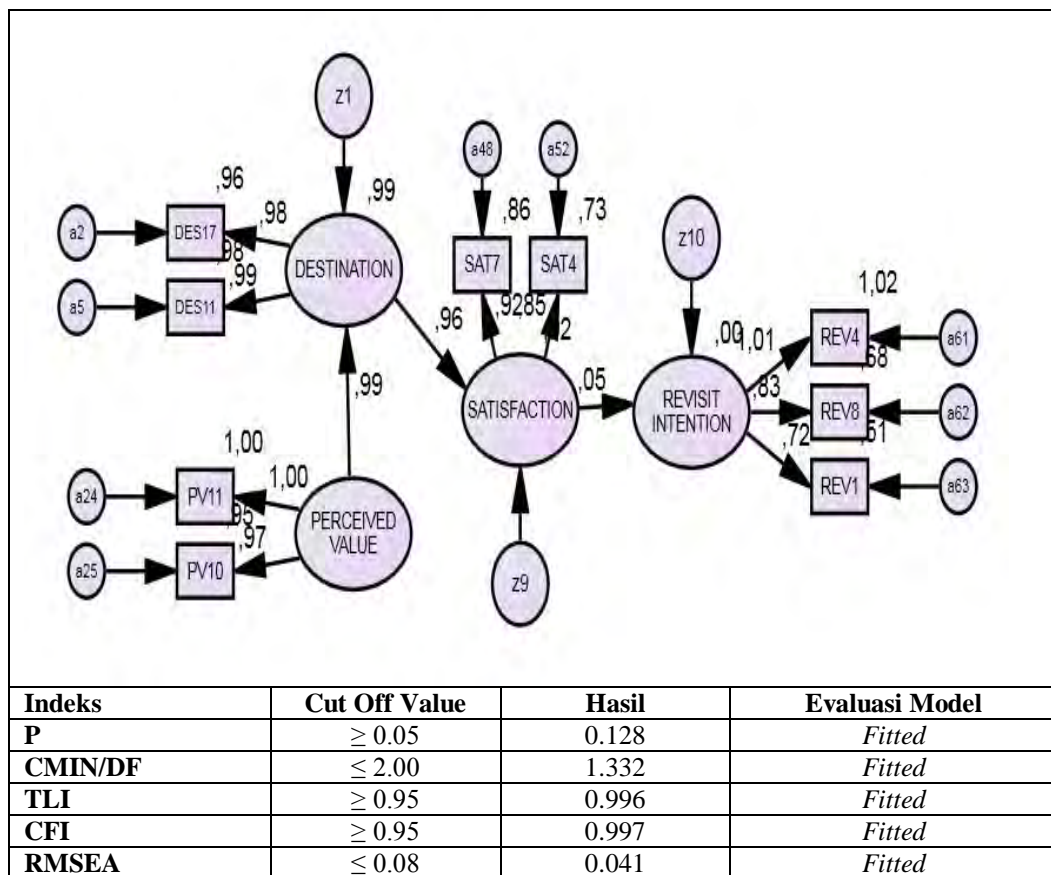 z1
a48
a52
,96
,99
,86
,73
a2
DES17
,98
z10
,98
DESTINATION
SAT7
SAT4
a5
DES11
,99
1,02
,96
,92
,85
,00
1,01
REV4
a61
,99
SATISFACTION
,05
REVISIT
INTENTION
,83
,68
REV8
a62
1,00
,72
,51
REV1
a63
a24
PV11
1,00
PERCEIVED
VALUE
,95
a25
PV10
,97
z9
Indeks Cut Off Value Hasil Evaluasi Model
P ≥ 0.05 0.128 Fitted
CMIN/DF ≤ 2.00 1.332 Fitted
TLI ≥ 0.95 0.996 Fitted
CFI ≥ 0.95 0.997 Fitted
RMSEA ≤ 0.08 0.041 Fitted